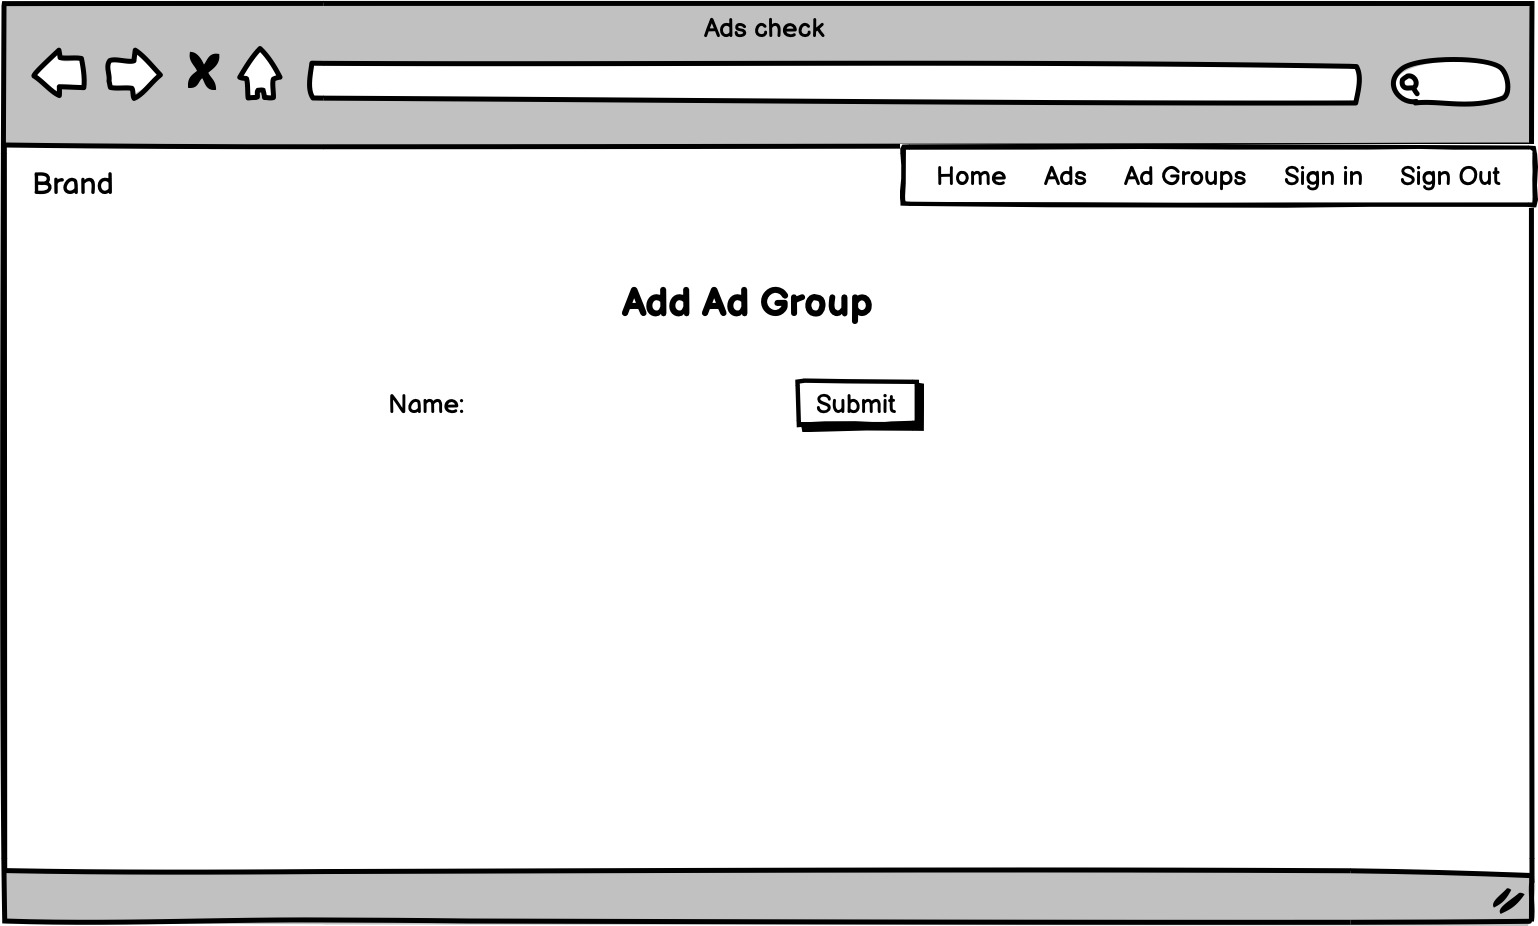 Ads check
Brand
Home Ads Ad Groups Sign in Sign Out
Add Ad Group
Name: Submit